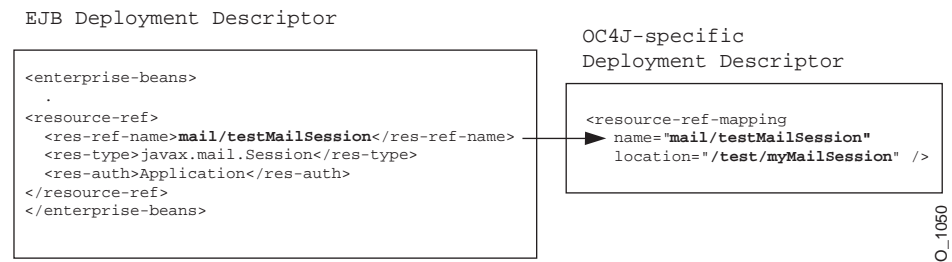 EJB Deployment Descriptor
<enterprise-beans>
.
<resource-ref>
<res-ref-name>mail/testMailSession</res-ref-name>
<res-type>javax.mail.Session</res-type>
<res-auth>Application</res-auth>
</resource-ref>
</enterprise-beans>
OC4J-specific
Deployment Descriptor
<resource-ref-mapping
name="mail/testMailSession"
location="/test/myMailSession" />
O_1050